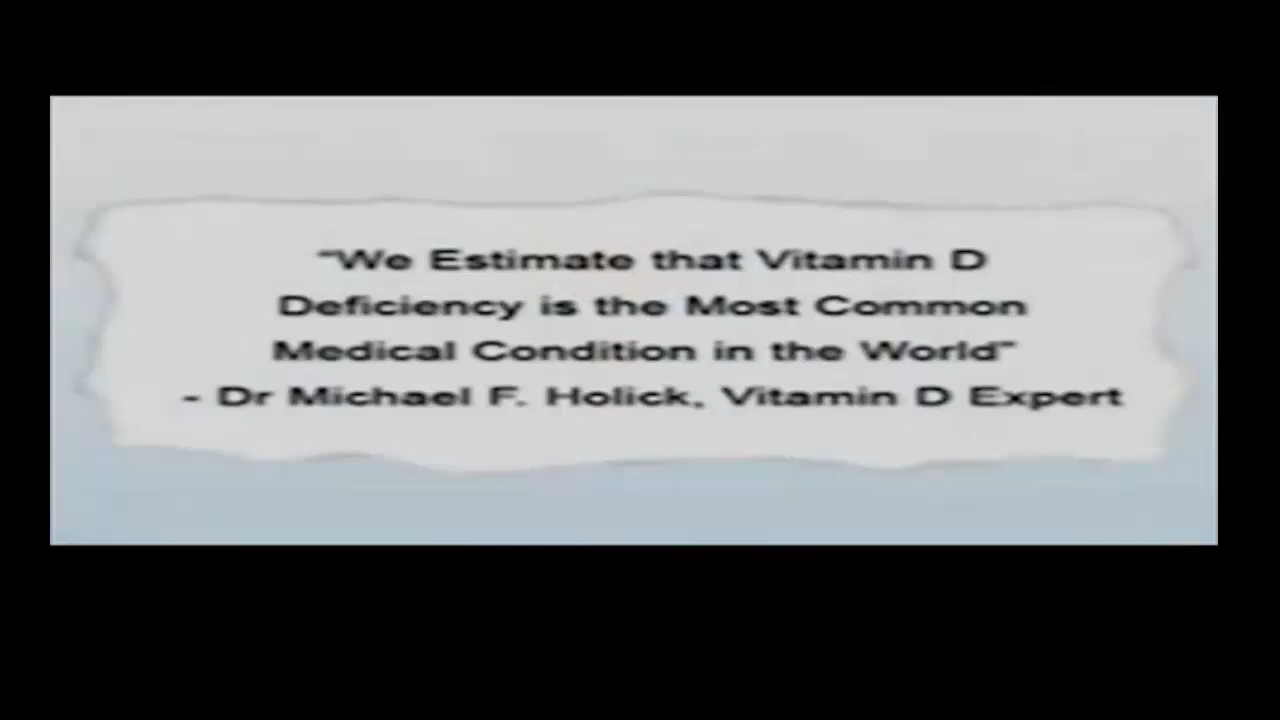 "We Estimate that Vitamin D
Deficiency is the Most Common
Medical Condition in the World"
- Dr Michael F. Holick, Vitamin D Expert